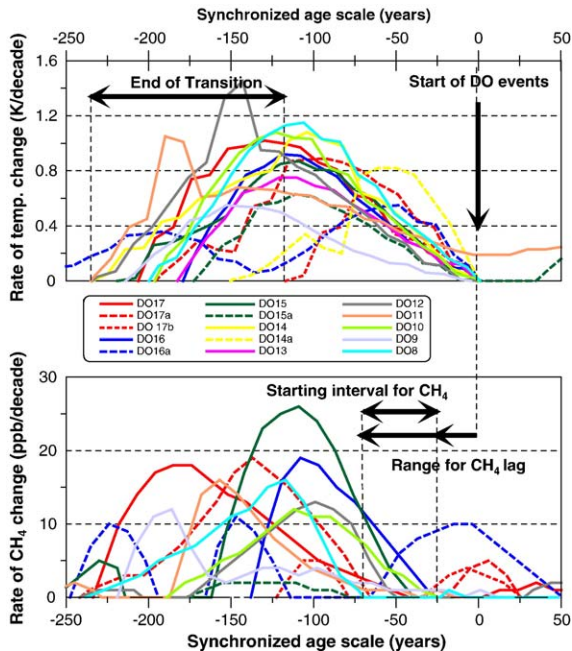 Synchronized age scale (years)
-250 -200 -150 -100 -50 0 50
1.6
1.2
0.8
0.4
0
Rate of temp. change (K/decade)
End of Transition
Start of DO events
DO17 DO15 DO12
DO17a DO15a DO11
DO 17b DO14 DO10
DO16 DO14a DO9
DO16a DO13 DO8
30
20
10
0
Rate of CH4 change (ppb/decade)
Starting interval for CH4
Range for CH4 lag
-250 -200 -150 -100 -50 0 50
Synchronized age scale (years)